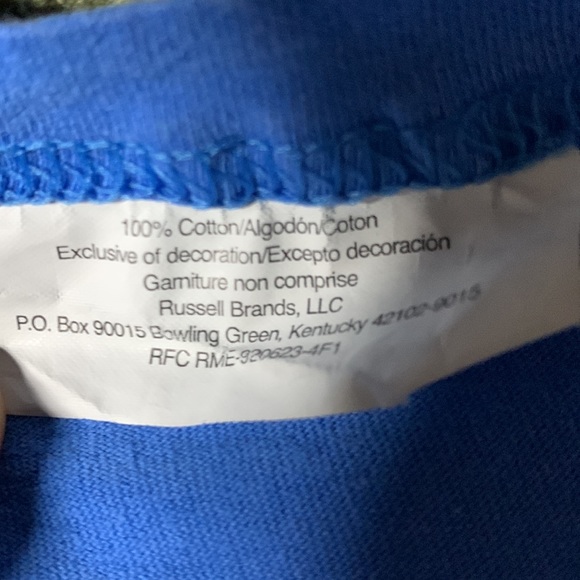 100% Cotton/Algodón/Coton
Exclusive of decoration/Excepto decoración
Garniture non comprise
Russell Brands, LLC
P.O. Box 90015 Bowling Green, Kentucky 42102-9015
RFC RME-920623-4F1